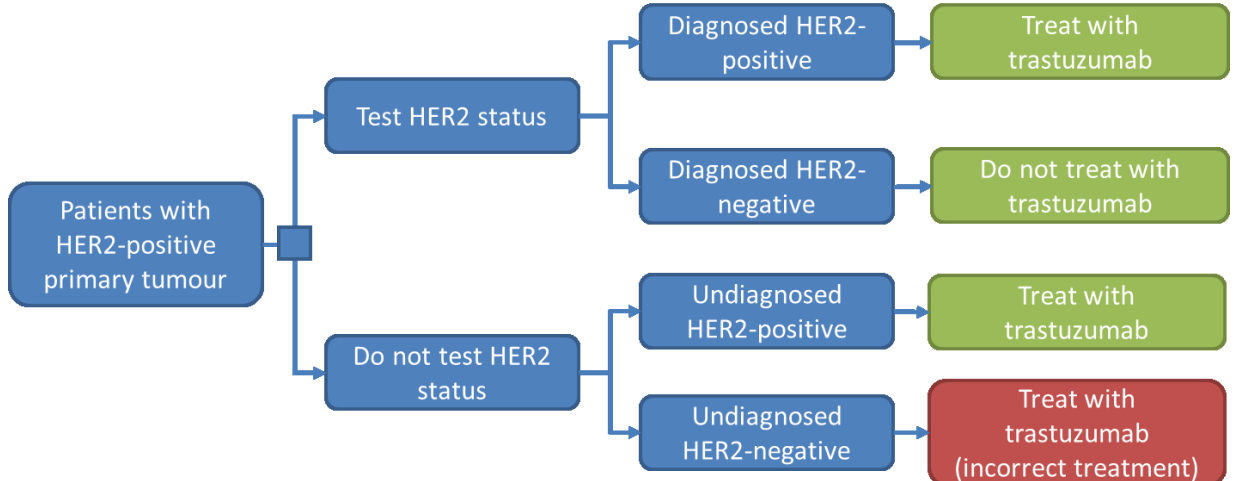 Patients with
HER2-positive
primary tumour
Test HER2 status
Do not test HER2
status
Diagnosed HER2-
positive
Diagnosed HER2-
negative
Undiagnosed
HER2-positive
Undiagnosed
HER2-negative
Treat with
trastuzumab
Do not treat with
trastuzumab
Treat with
trastuzumab
Treat with
trastuzumab
(incorrect treatment)